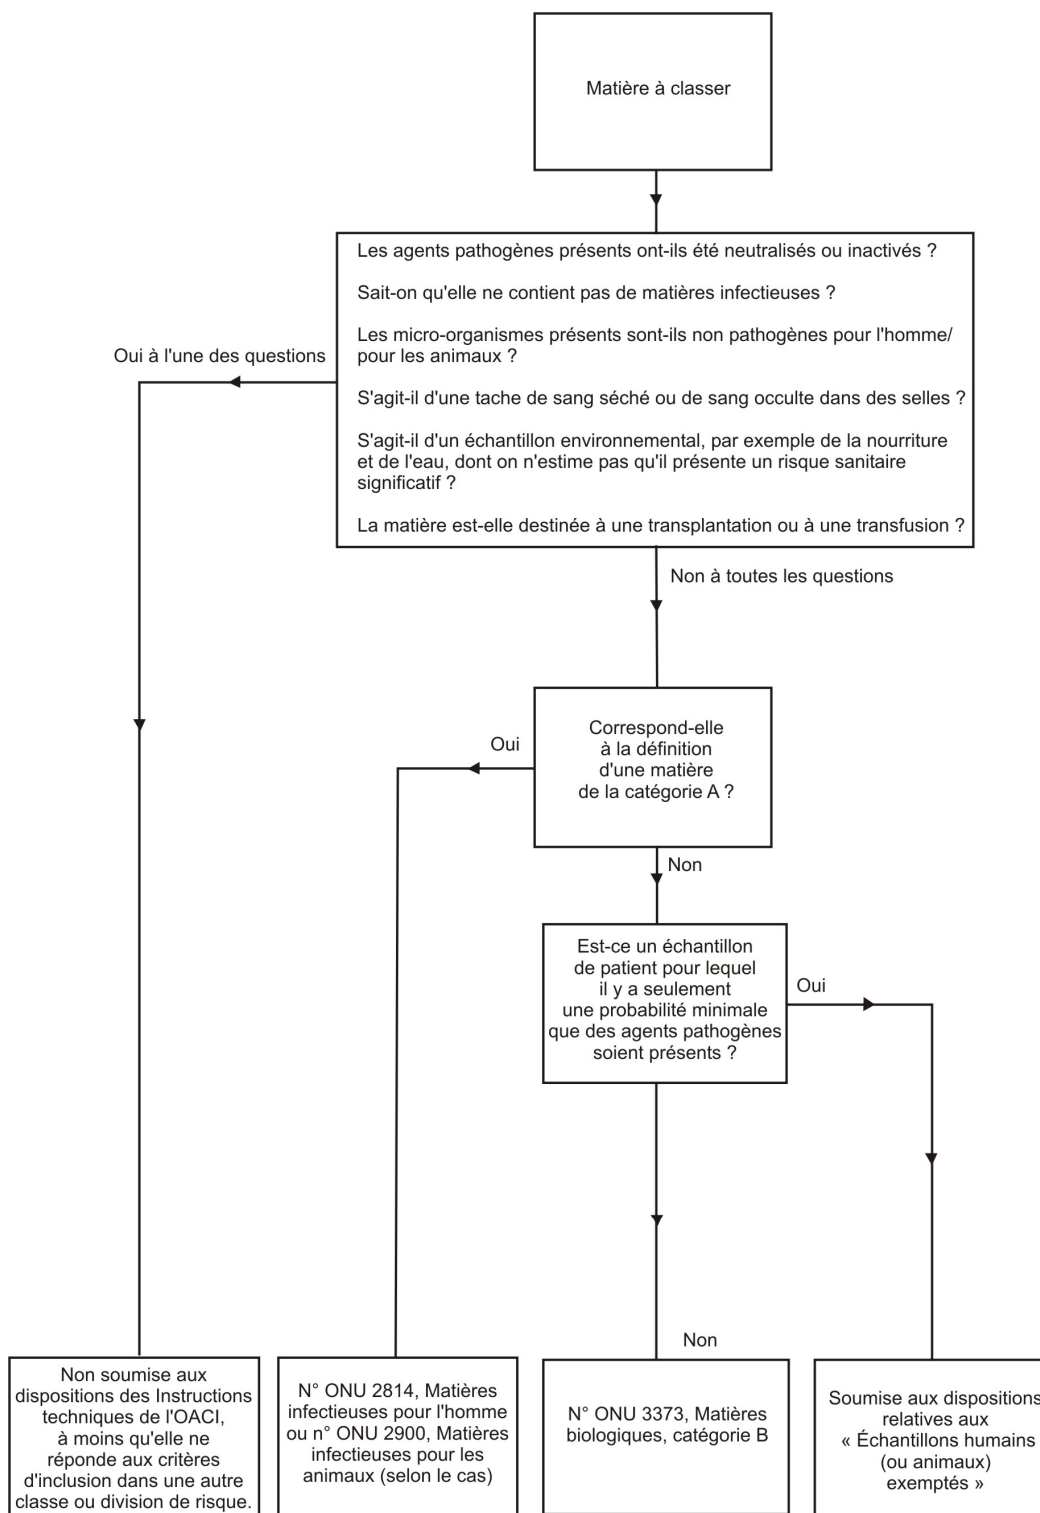 Matière à classer
Les agents pathogènes présents ont-ils été neutralisés ou inactivés ?
Sait-on qu'elle ne contient pas de matières infectieuses ?
Les micro-organismes présents sont-ils non pathogènes pour l'homme/
pour les animaux ?
S'agit-il d'une tache de sang séché ou de sang occulte dans des selles ?
S'agit-il d'un échantillon environnemental, par exemple de la nourriture
et de l'eau, dont on n'estime pas qu'il présente un risque sanitaire
significatif ?
La matière est-elle destinée à une transplantation ou à une transfusion ?
Oui à l'une des questions
Non à toutes les questions
Correspond-elle
à la définition
d'une matière
de la catégorie A ?
Oui
Non
Est-ce un échantillon
de patient pour lequel
il y a seulement
une probabilité minimale
que des agents pathogènes
soient présents ?
Oui
Non
Non soumise aux
dispositions des Instructions
techniques de l'OACI,
à moins qu'elle ne
réponde aux critères
d'inclusion dans une autre
classe ou division de risque.
N° ONU 2814, Matières
infectieuses pour l'homme
ou n° ONU 2900, Matières
infectieuses pour les
animaux (selon le cas)
N° ONU 3373, Matières
biologiques, catégorie B
Soumise aux dispositions
relatives aux
« Échantillons humains
(ou animaux)
exemptés »